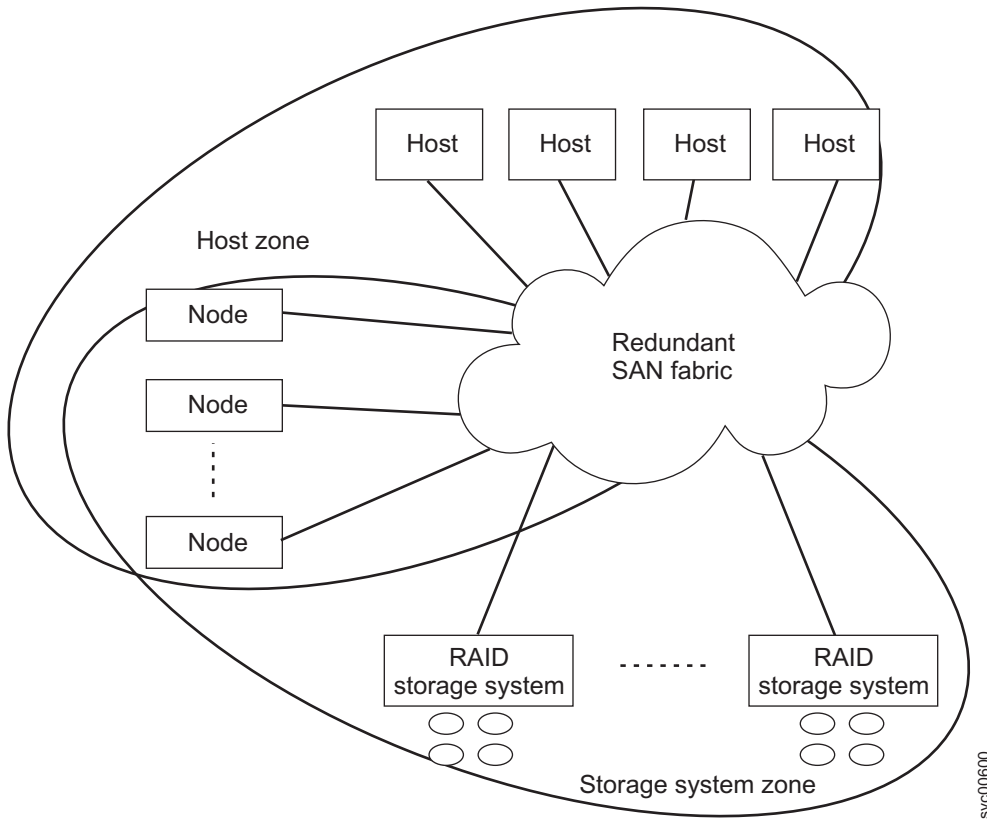 Host
Host
Host
Host
Host zone
Node
Redundant
SAN fabric
Node
Node
RAID
storage system
RAID
storage system
Storage system zone
svc00600